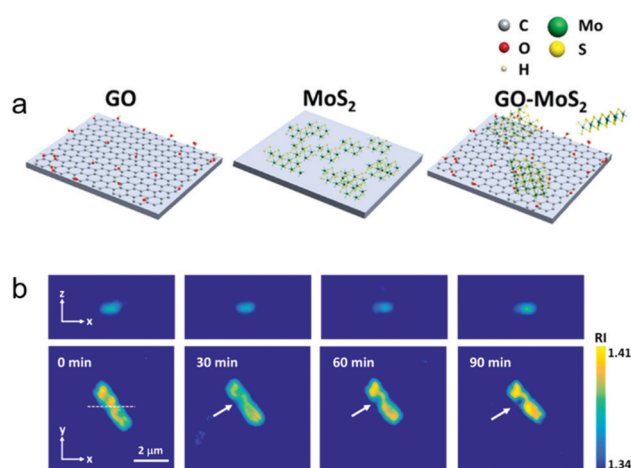 C Mo
O S
H
a
GO MoS₂ GO-MoS₂
b
z
x
RI
1.41
0 min 30 min 60 min 90 min
y
x
2 μm
1.34